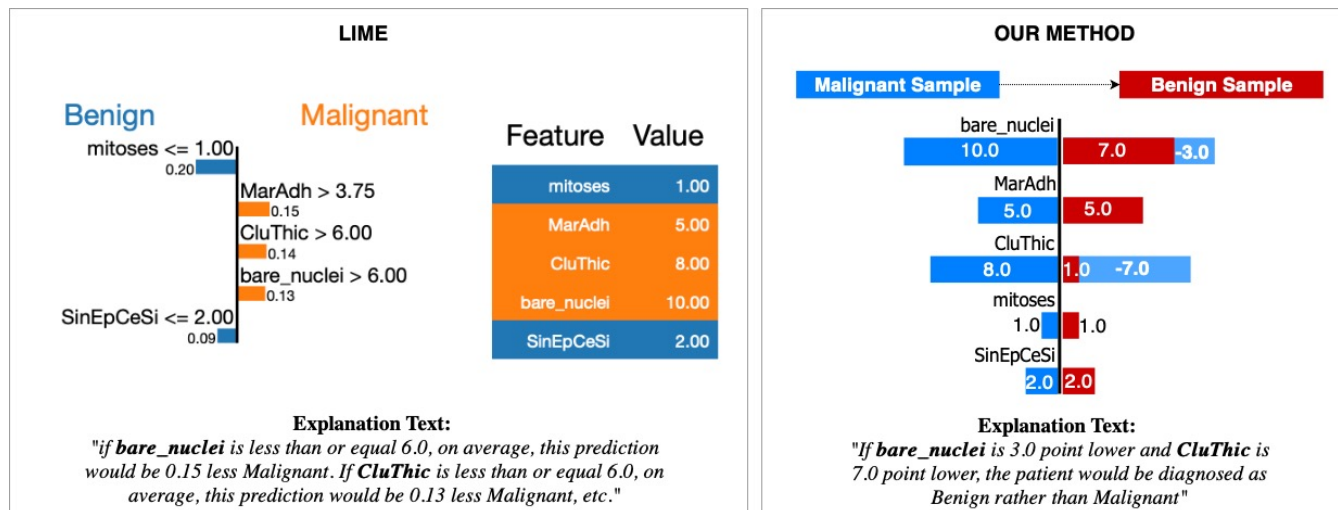 LIME
Benign
Malignant
mitoses <= 1.00
0.20
MarAdh > 3.75
0.15
CluThic > 6.00
0.14
bare_nuclei > 6.00
0.13
SinEpCeSi <= 2.00
0.09
Feature Value
mitoses 1.00
MarAdh 5.00
CluThic 8.00
bare_nuclei 10.00
SinEpCeSi 2.00
Explanation Text:
"if bare_nuclei is less than or equal 6.0, on average, this prediction
would be 0.15 less Malignant. If CluThic is less than or equal 6.0, on
average, this prediction would be 0.13 less Malignant, etc."
OUR METHOD
Malignant Sample
Benign Sample
bare_nuclei
10.0 7.0 -3.0
MarAdh
5.0 5.0
CluThic
8.0 1.0 -7.0
mitoses
1.0 1.0
SinEpCeSi
2.0 2.0
Explanation Text:
"If bare_nuclei is 3.0 point lower and CluThic is
7.0 point lower, the patient would be diagnosed as
Benign rather than Malignant"